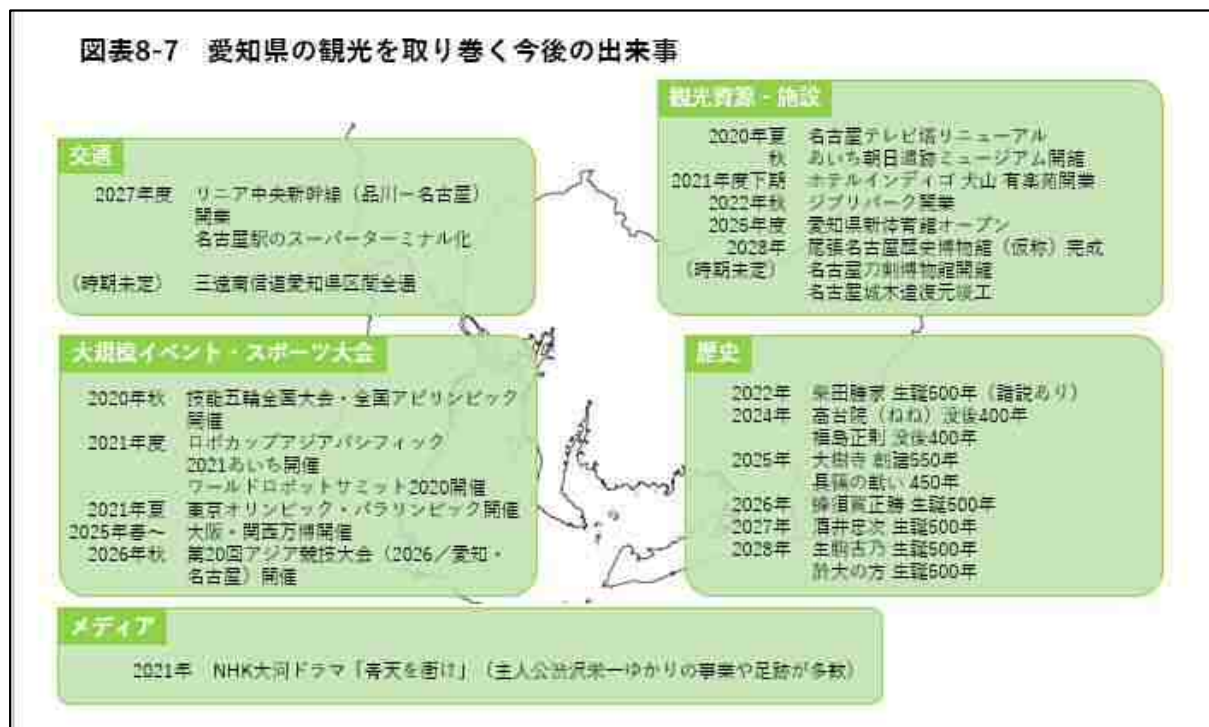 図表8-7　愛知県の観光を取り巻く今後の出来事
交通
2027年度　リニア中央新幹線（品川ー名古屋）
開業
名古屋駅のスーパーターミナル化
（時期未定）　三遠南信道愛知県区間全通
観光資源・施設
2020年夏　名古屋テレビ塔リニューアル
秋　あいち朝日遺跡ミュージアム開館
2021年度下期　ホテルインディゴ 犬山 有楽苑開業
2022年秋　ジブリパーク開業
2025年度　愛知県新体育館オープン
2028年　尾張名古屋歴史博物館（仮称）完成
（時期未定）　名古屋刀剣博物館開館
名古屋城木造復元竣工
大規模イベント・スポーツ大会
2020年秋　技能五輪全国大会・全国アビリンピック
開催
2021年度　ロボカップアジアパシフィック
2021あいち開催
ワールドロボットサミット2020開催
2021年夏　東京オリンピック・パラリンピック開催
2025年春～　大阪・関西万博開催
2026年秋　第20回アジア競技大会（2026／愛知・
名古屋）開催
歴史
2022年　柴田勝家 生誕500年（諸説あり）
2024年　高台院（ねね）没後400年
福島正則 没後400年
2025年　大樹寺 創建550年
長篠の戦い 450年
2026年　蜂須賀正勝 生誕500年
2027年　酒井忠次 生誕500年
2028年　生駒吉乃 生誕500年
於大の方 生誕500年
メディア
2021年　NHK大河ドラマ「青天を衝け」（主人公渋沢栄一ゆかりの事業や足跡が多数）